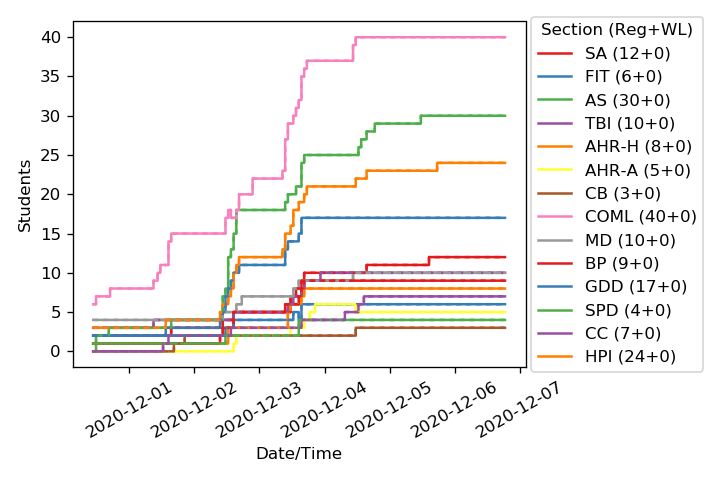 40
35
30
25
20
15
10
5
0
Students
2020-12-01
2020-12-02
2020-12-03
2020-12-04
2020-12-05
2020-12-06
2020-12-07
Date/Time
Section (Reg+WL)
SA (12+0)
FIT (6+0)
AS (30+0)
TBI (10+0)
AHR-H (8+0)
AHR-A (5+0)
CB (3+0)
COML (40+0)
MD (10+0)
BP (9+0)
GDD (17+0)
SPD (4+0)
CC (7+0)
HPI (24+0)